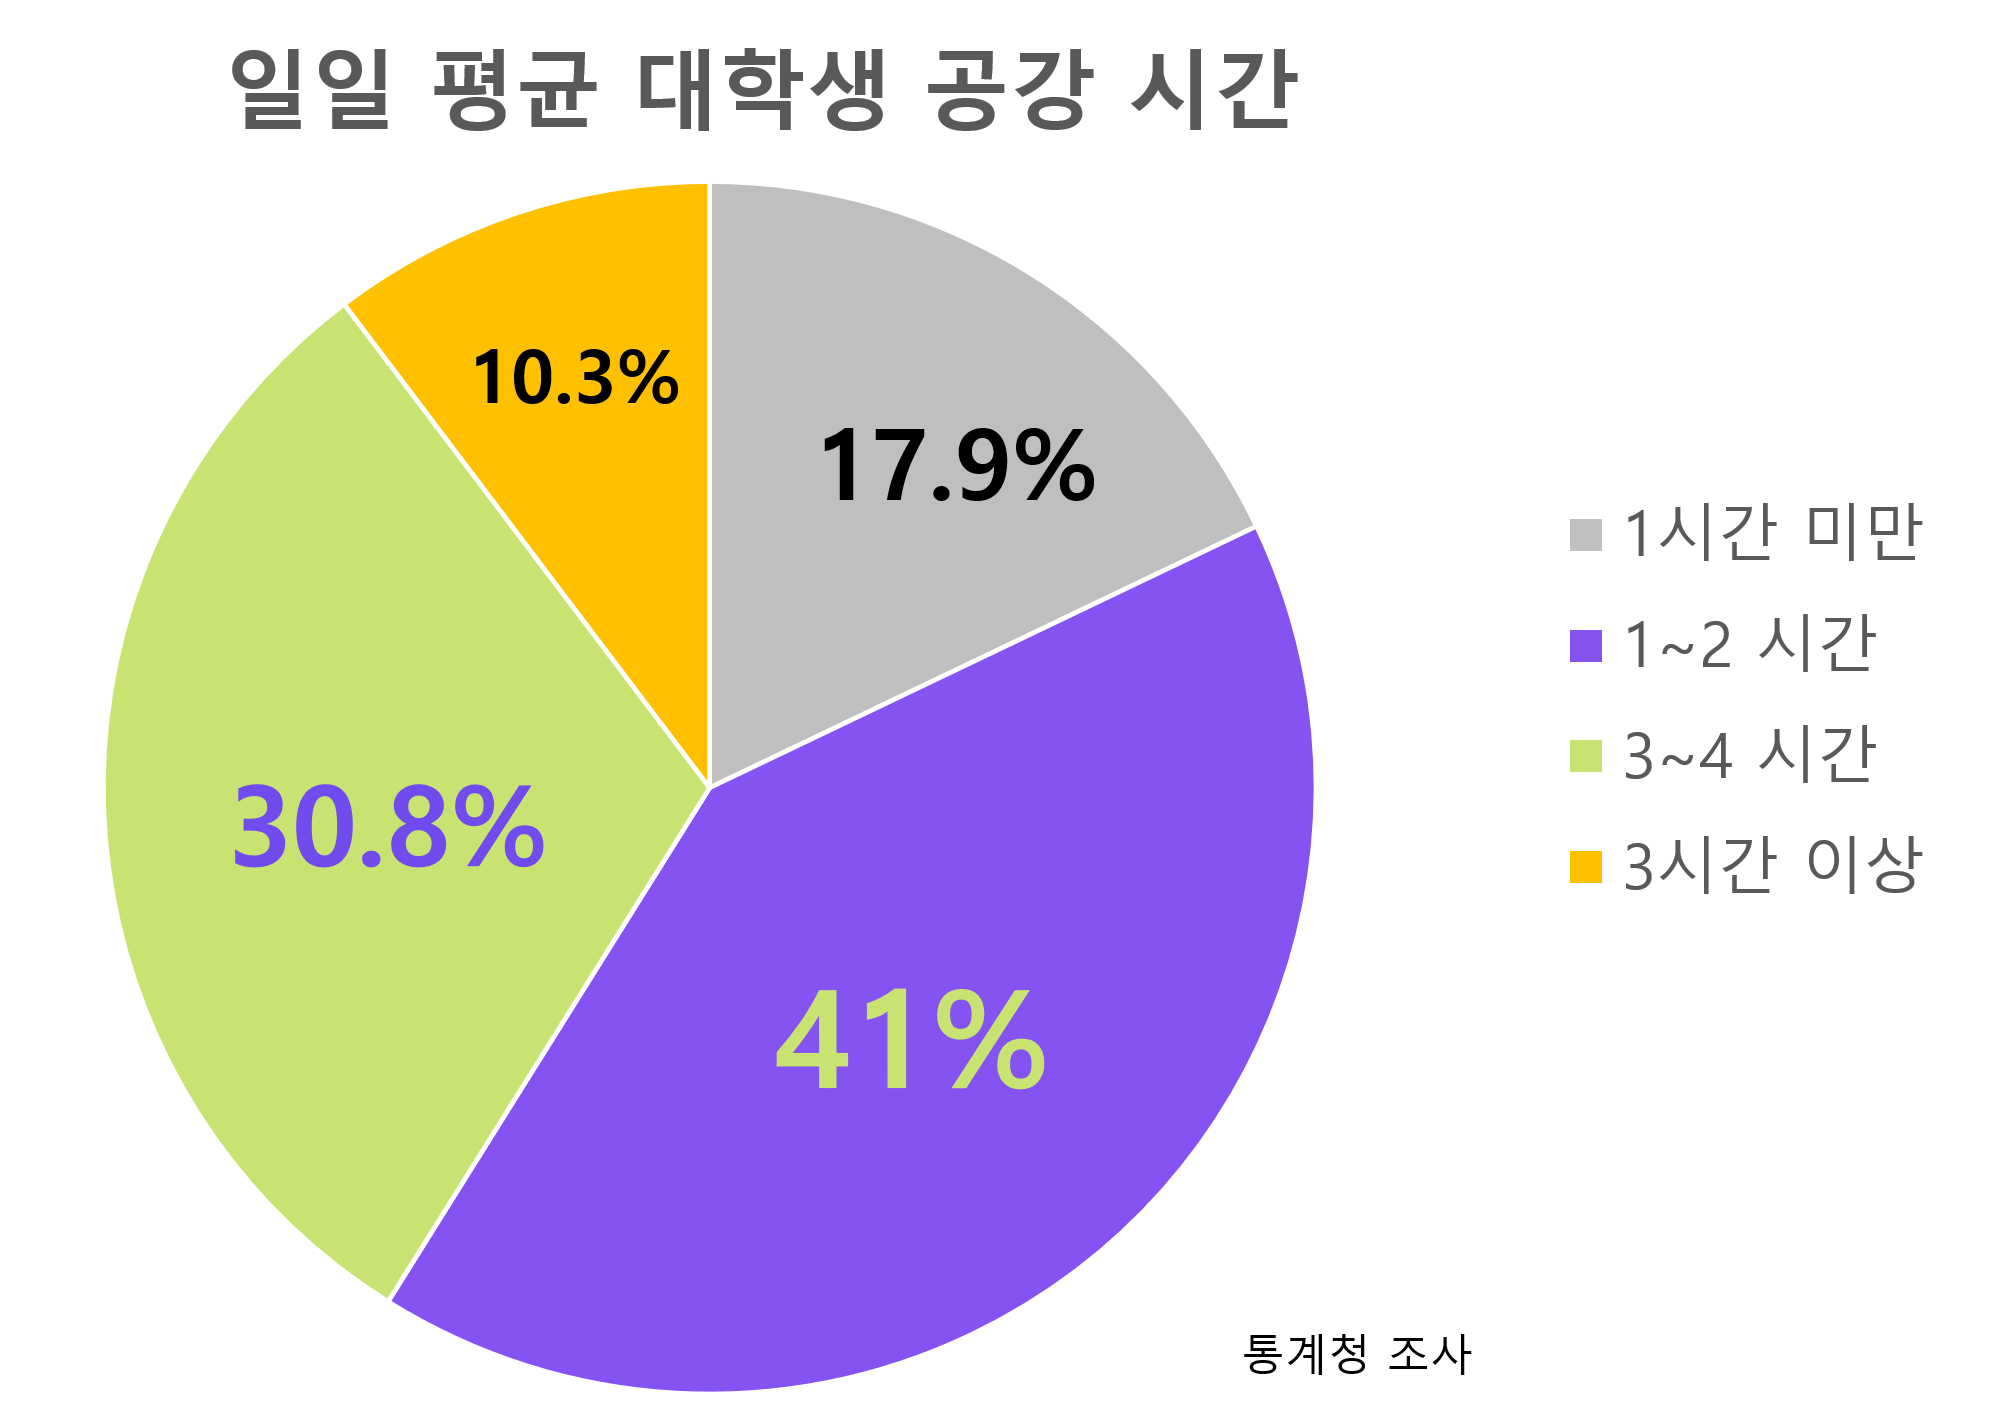 일일 평균 대학생 공강 시간
10.3%
17.9%
30.8%
41%
1시간 미만
1~2 시간
3~4 시간
3시간 이상
통계청 조사